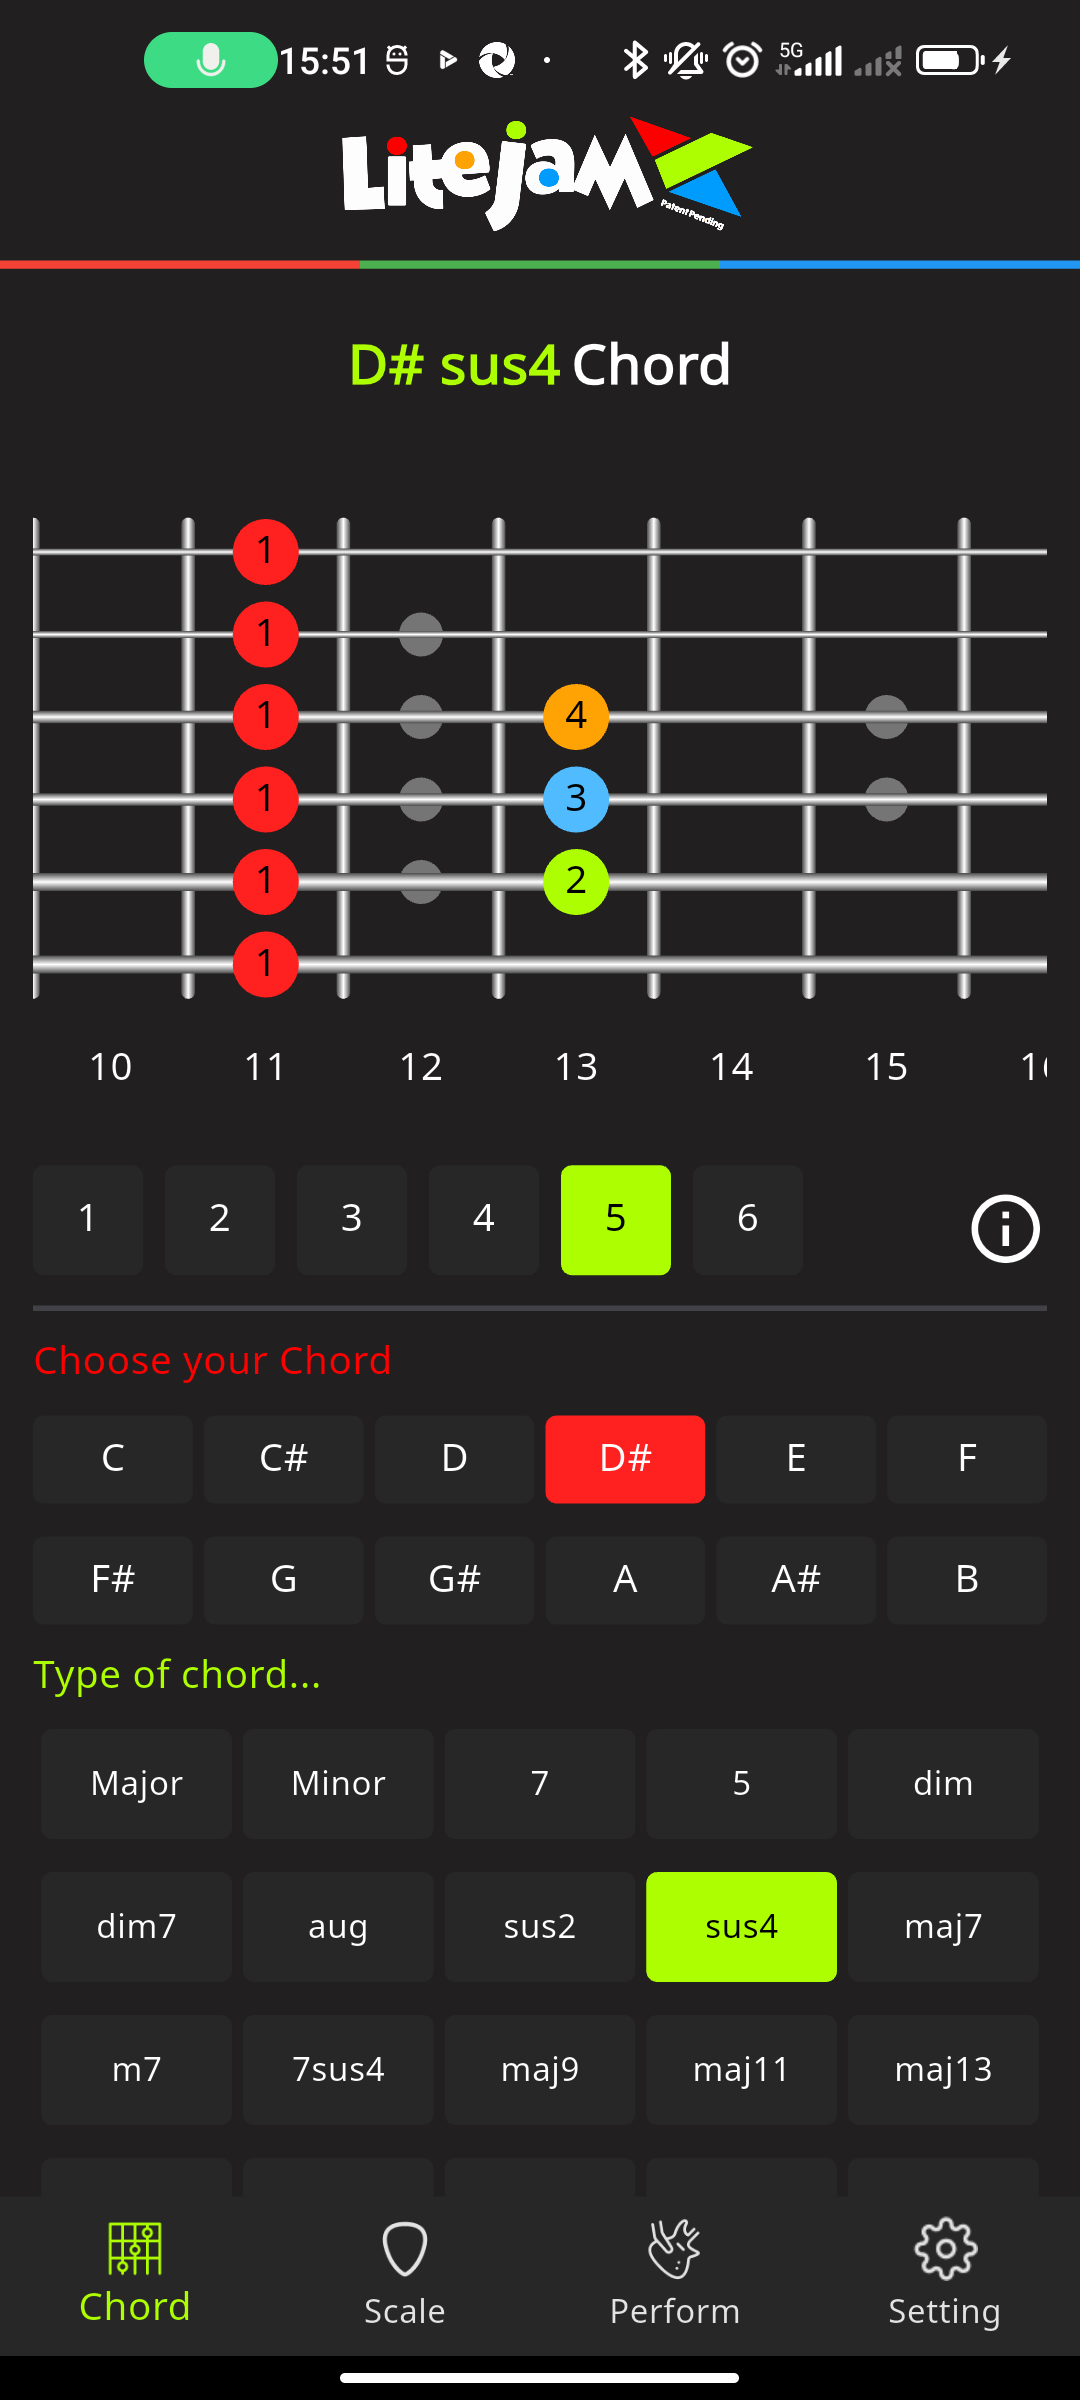 15:51 5G
Litejam
Patent Pending
D# sus4 Chord
1
1
1 4
1 3
1 2
1
10 11 12 13 14 15
1 2 3 4 5 6
Choose your Chord
C C# D D# E F
F# G G# A A# B
Type of chord...
Major Minor 7 5 dim
dim7 aug sus2 sus4 maj7
m7 7sus4 maj9 maj11 maj13
Chord Scale Perform Setting